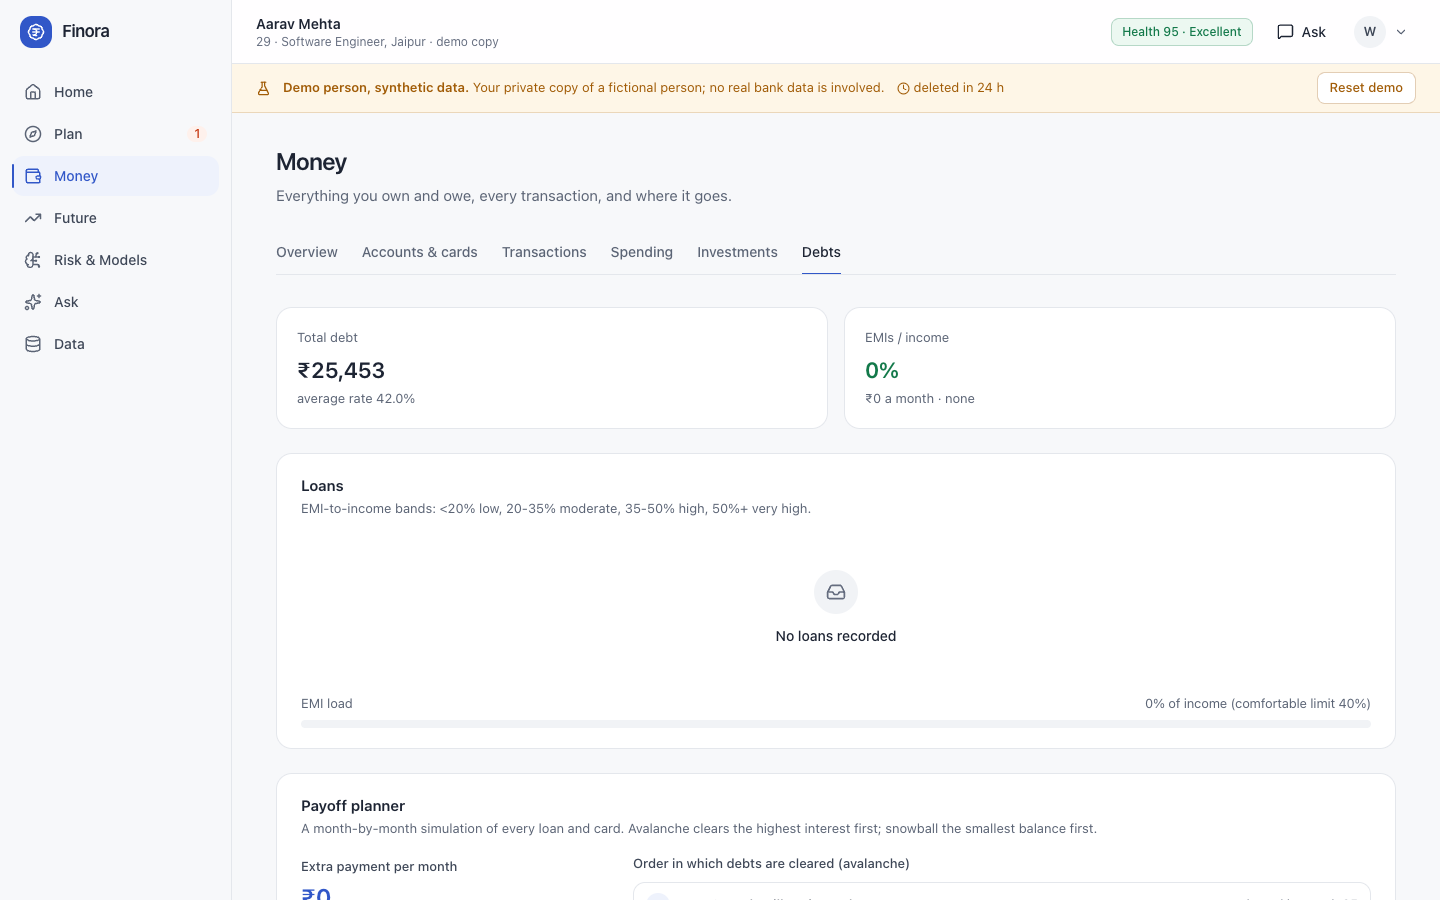 Finora
Home
Plan
1
Money
Future
Risk & Models
Ask
Data
Aarav Mehta
29 · Software Engineer, Jaipur · demo copy
Health 95 · Excellent
Ask
W
Demo person, synthetic data. Your private copy of a fictional person; no real bank data is involved. deleted in 24 h
Reset demo
Money
Everything you own and owe, every transaction, and where it goes.
Overview Accounts & cards Transactions Spending Investments Debts
Total debt
₹25,453
average rate 42.0%
EMIs / income
0%
₹0 a month · none
Loans
EMI-to-income bands: <20% low, 20-35% moderate, 35-50% high, 50%+ very high.
No loans recorded
EMI load
0% of income (comfortable limit 40%)
Payoff planner
A month-by-month simulation of every loan and card. Avalanche clears the highest interest first; snowball the smallest balance first.
Extra payment per month
₹0
Order in which debts are cleared (avalanche)